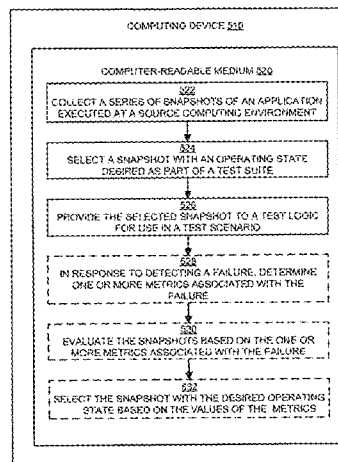 COMPUTING DEVICE 510
COMPUTER-READABLE MEDIUM 520
522
COLLECT A SERIES OF SNAPSHOTS OF AN APPLICATION
EXECUTED AT A SOURCE COMPUTING ENVIRONMENT
524
SELECT A SNAPSHOT WITH AN OPERATING STATE
DESIRED AS PART OF A TEST SUITE
526
PROVIDE THE SELECTED SNAPSHOT TO A TEST LOGIC
FOR USE IN A TEST SCENARIO
528
IN RESPONSE TO DETECTING A FAILURE, DETERMINE
ONE OR MORE METRICS ASSOCIATED WITH THE
FAILURE
530
EVALUATE THE SNAPSHOTS BASED ON THE ONE OR
MORE METRICS ASSOCIATED WITH THE FAILURE
532
SELECT THE SNAPSHOT WITH THE DESIRED OPERATING
STATE BASED ON THE VALUES OF THE METRICS